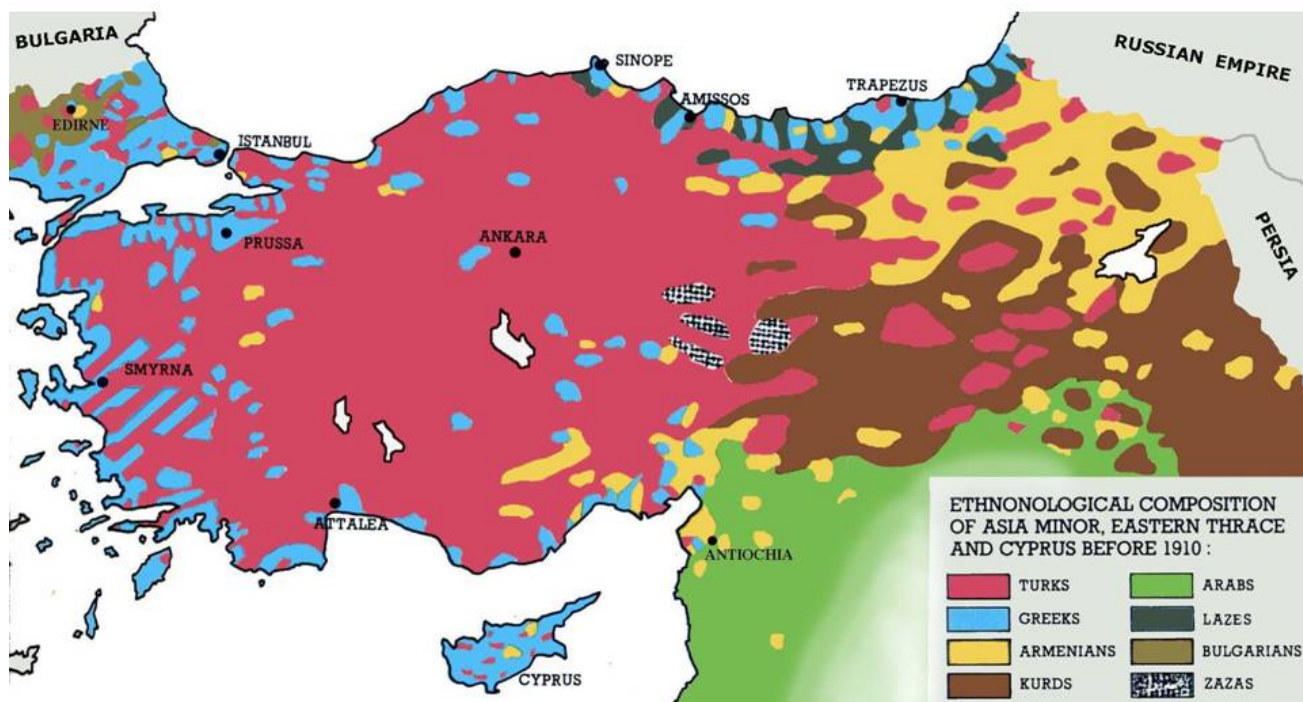 BULGARIA
RUSSIAN EMPIRE
SINOPE
TRAPEZUS
AMISSOS
EDIRNE
ISTANBUL
PERSIA
PRUSSA
ANKARA
SMYRNA
ATTALEA
ANTIOCHIA
CYPRUS
ETHNONOLOGICAL COMPOSITION
OF ASIA MINOR, EASTERN THRACE
AND CYPRUS BEFORE 1910 :
TURKS
ARABS
GREEKS
LAZES
ARMENIANS
BULGARIANS
KURDS
ZAZAS